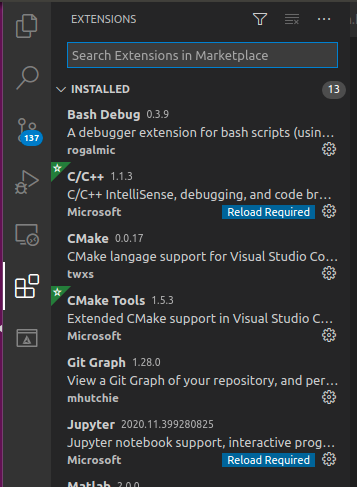 EXTENSIONS
Search Extensions in Marketplace
INSTALLED 13
Bash Debug 0.3.9
A debugger extension for bash scripts (usin...
rogalmic
137
C/C++ 1.1.3
C/C++ IntelliSense, debugging, and code br...
Microsoft Reload Required
CMake 0.0.17
CMake langage support for Visual Studio Co...
twxs
CMake Tools 1.5.3
Extended CMake support in Visual Studio C...
Microsoft
Git Graph 1.28.0
View a Git Graph of your repository, and per...
mhutchie
Jupyter 2020.11.399280825
Jupyter notebook support, interactive prog...
Microsoft Reload Required
Matlab 2.0.0